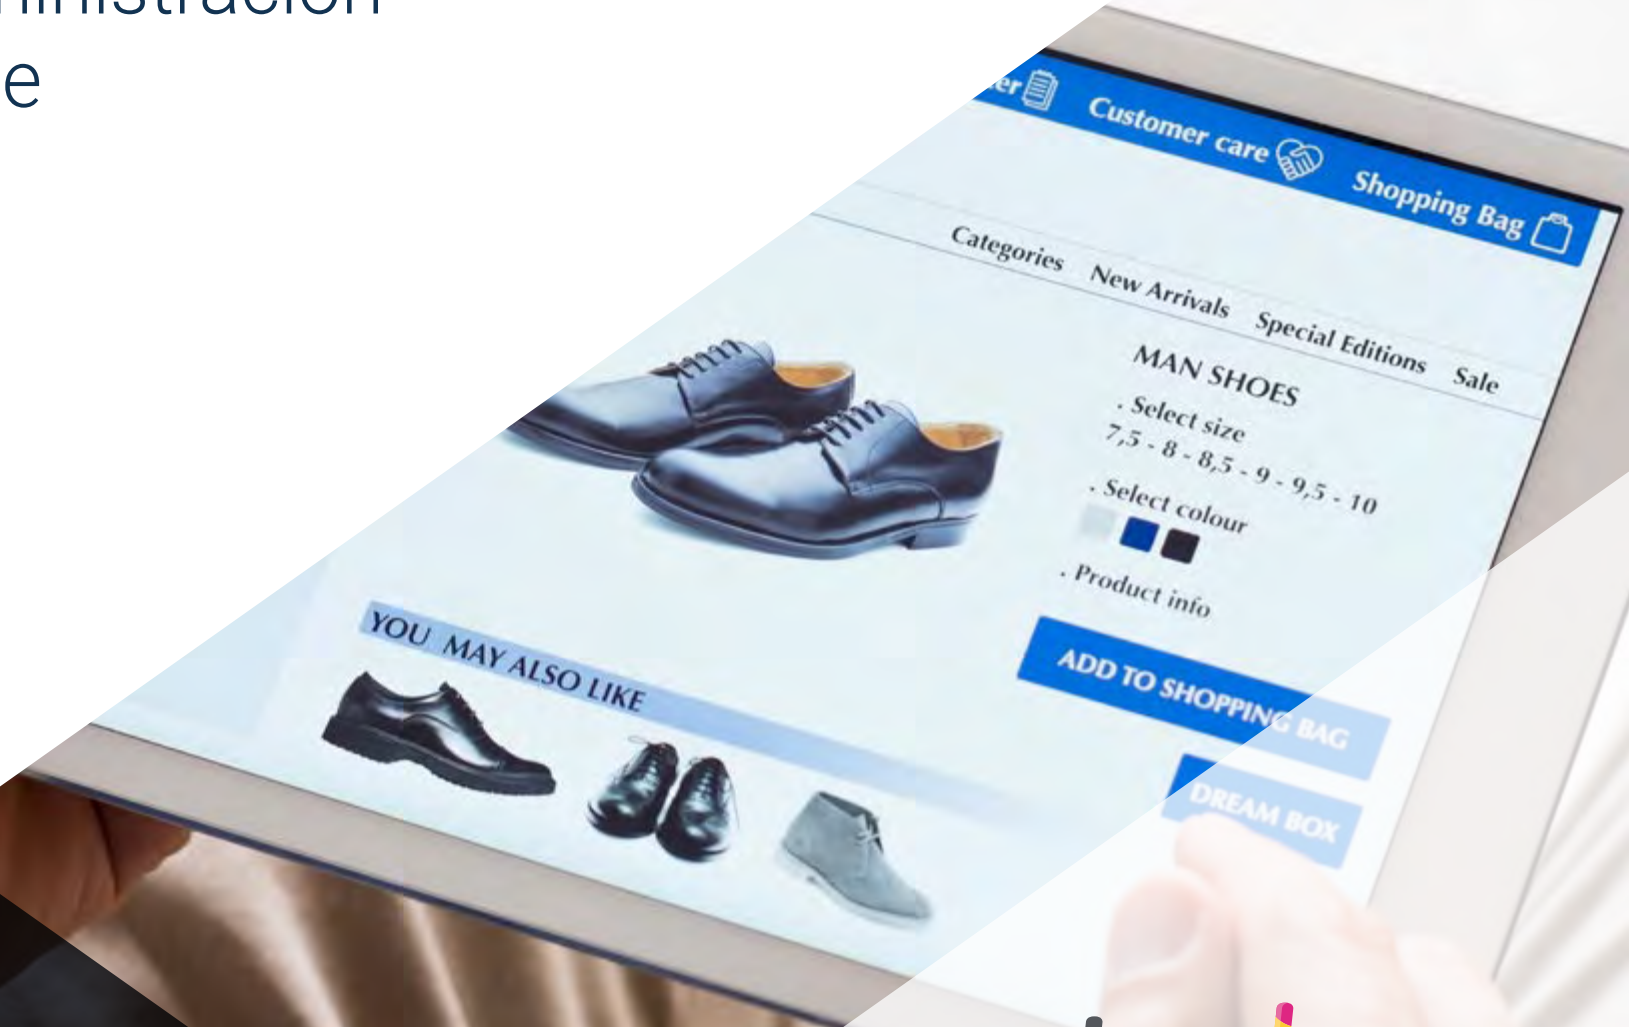 e
Customer care
Shopping Bag
Categories New Arrivals Special Editions Sale
MAN SHOES
. Select size
7,5 - 8 - 8,5 - 9 - 9,5 - 10
. Select colour
. Product info
ADD TO SHOPPING BAG
DREAM BOX
YOU MAY ALSO LIKE